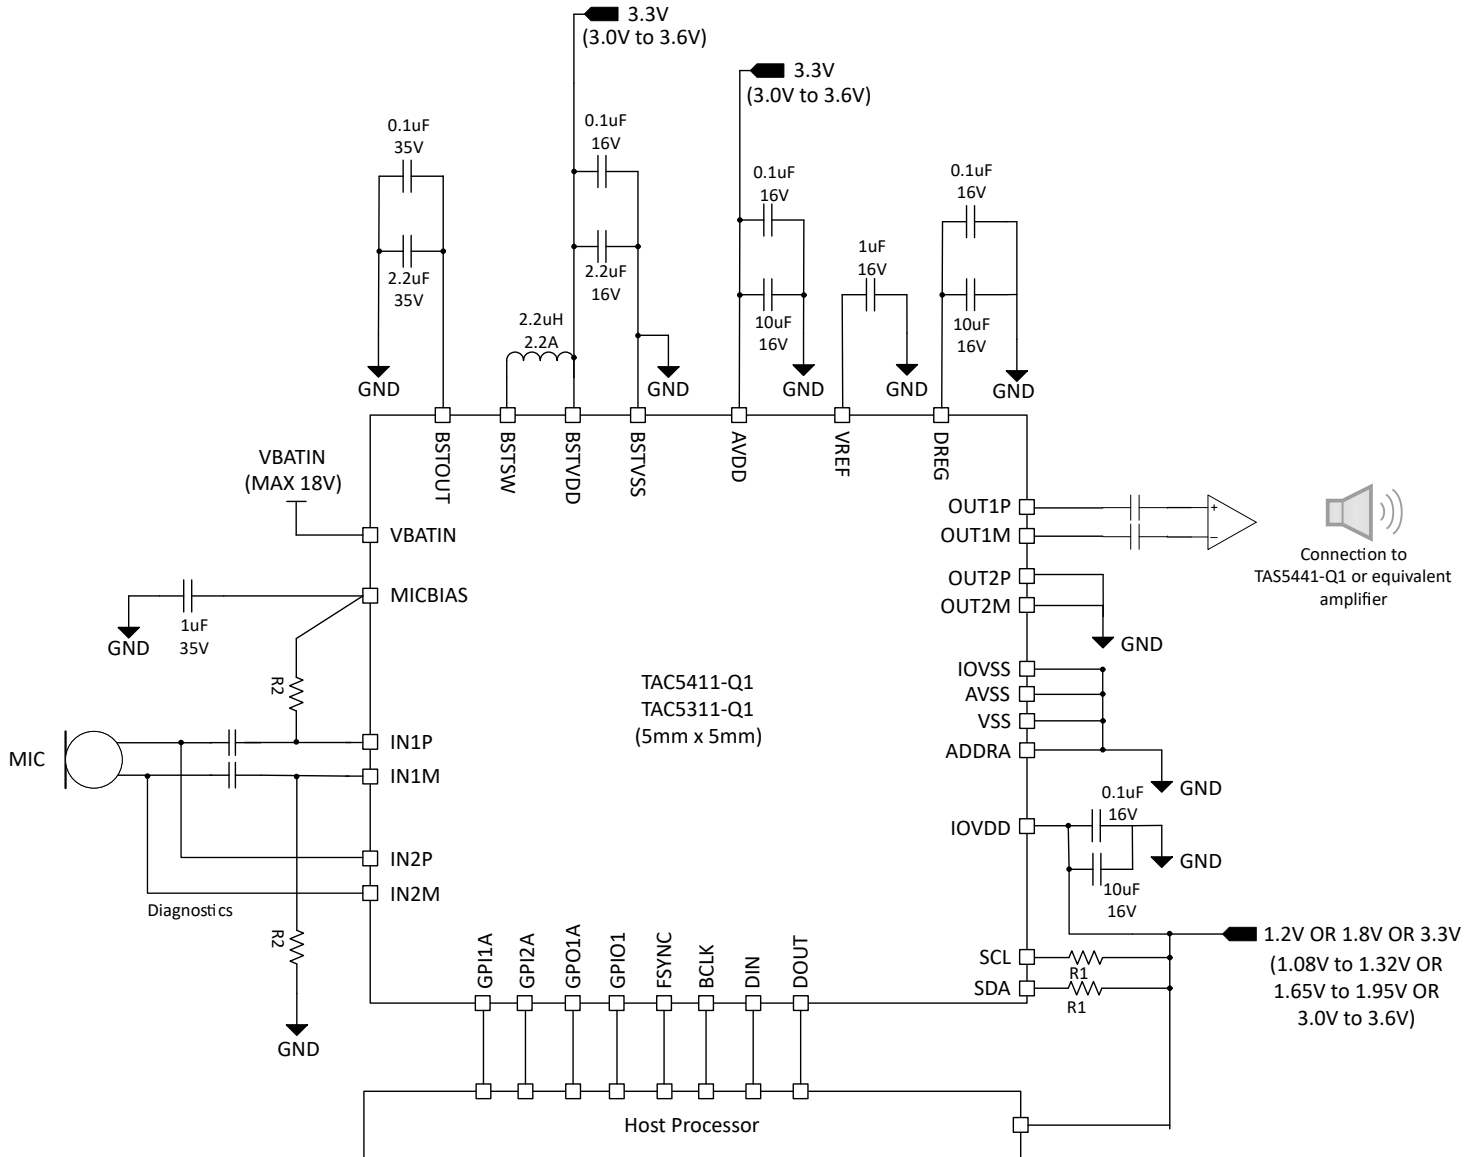 3.3V
(3.0V to 3.6V)
3.3V
(3.0V to 3.6V)
0.1uF
35V
0.1uF
16V
0.1uF
16V
0.1uF
16V
2.2uF
35V
2.2uF
16V
1uF
16V
2.2uH
2.2A
10uF
16V
10uF
16V
GND
GND
GND
GND
GND
BSTOUT
BSTSW
BSTVDD
BSTVSS
AVDD
VREF
DREG
VBATIN
(MAX 18V)
VBATIN
MICBIAS
1uF
35V
GND
R2
MIC
IN1P
IN1M
IN2P
IN2M
Diagnostics
R2
GND
TAC5411-Q1
TAC5311-Q1
(5mm x 5mm)
OUT1P
OUT1M
+
−
Connection to
TAS5441-Q1 or equivalent
amplifier
OUT2P
OUT2M
GND
IOVSS
AVSS
VSS
ADDRA
GND
0.1uF
16V
IOVDD
GND
10uF
16V
1.2V OR 1.8V OR 3.3V
(1.08V to 1.32V OR
1.65V to 1.95V OR
3.0V to 3.6V)
SCL
R1
SDA
R1
GPI1A
GPI2A
GPO1A
GPIO1
FSYNC
BCLK
DIN
DOUT
Host Processor